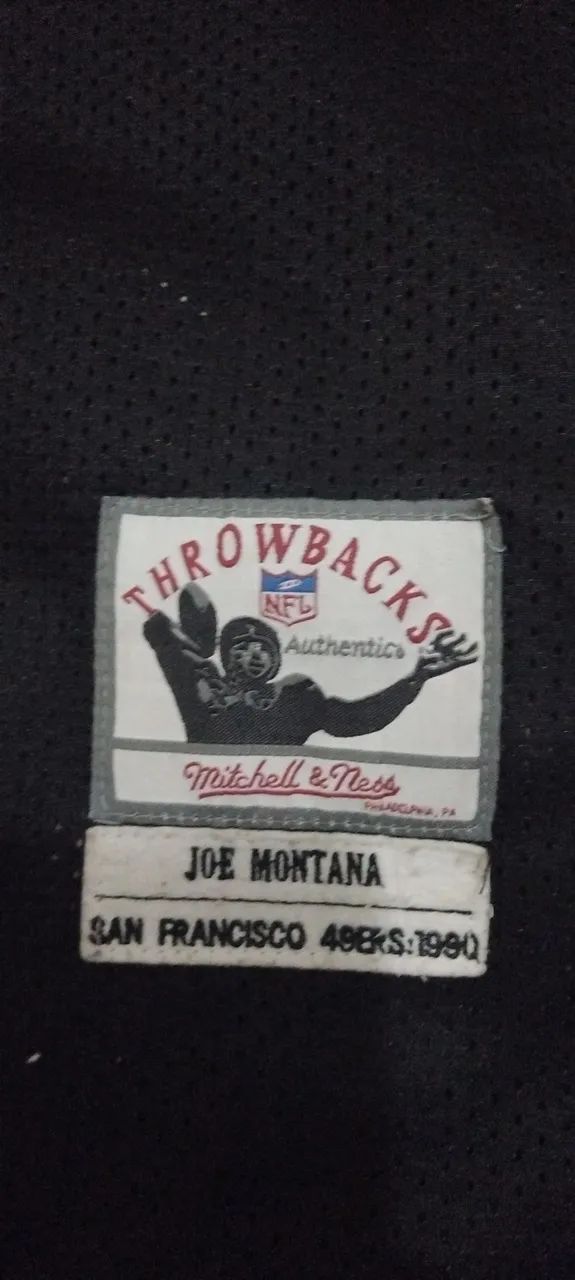 THROWBACKS
NFL
Authentics
Mitchell & Ness
PHILADELPHIA, PA
JOE MONTANA
SAN FRANCISCO 49ERS:1990